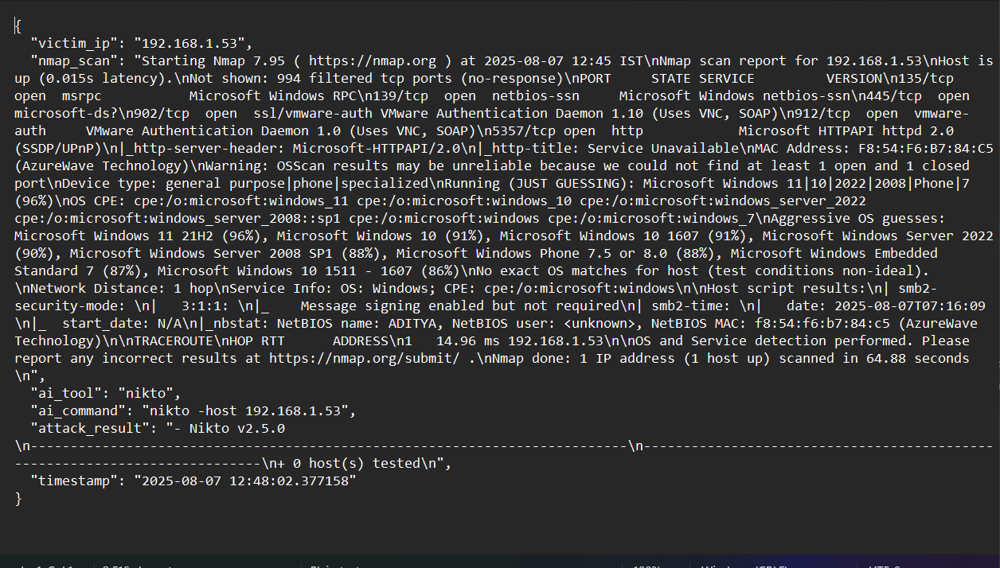 {
  "victim_ip": "192.168.1.53",
  "nmap_scan": "Starting Nmap 7.95 ( https://nmap.org ) at 2025-08-07 12:45 IST\nNmap scan report for 192.168.1.53\nHost is
up (0.015s latency).\nNot shown: 994 filtered tcp ports (no-response)\nPORT     STATE SERVICE         VERSION\n135/tcp
open  msrpc           Microsoft Windows RPC\n139/tcp  open  netbios-ssn     Microsoft Windows netbios-ssn\n445/tcp  open
microsoft-ds?\n902/tcp  open  ssl/vmware-auth VMware Authentication Daemon 1.10 (Uses VNC, SOAP)\n912/tcp  open  vmware-
auth     VMware Authentication Daemon 1.0 (Uses VNC, SOAP)\n5357/tcp open  http            Microsoft HTTPAPI httpd 2.0
(SSDP/UPnP)\n|_http-server-header: Microsoft-HTTPAPI/2.0\n|_http-title: Service Unavailable\nMAC Address: F8:54:F6:B7:84:C5
(AzureWave Technology)\nWarning: OSScan results may be unreliable because we could not find at least 1 open and 1 closed
port\nDevice type: general purpose|phone|specialized\nRunning (JUST GUESSING): Microsoft Windows 11|10|2022|2008|Phone|7
(96%)\nOS CPE: cpe:/o:microsoft:windows_11 cpe:/o:microsoft:windows_10 cpe:/o:microsoft:windows_server_2022
cpe:/o:microsoft:windows_server_2008::sp1 cpe:/o:microsoft:windows cpe:/o:microsoft:windows_7\nAggressive OS guesses:
Microsoft Windows 11 21H2 (96%), Microsoft Windows 10 (91%), Microsoft Windows 10 1607 (91%), Microsoft Windows Server 2022
(90%), Microsoft Windows Server 2008 SP1 (88%), Microsoft Windows Phone 7.5 or 8.0 (88%), Microsoft Windows Embedded
Standard 7 (87%), Microsoft Windows 10 1511 - 1607 (86%)\nNo exact OS matches for host (test conditions non-ideal).
\nNetwork Distance: 1 hop\nService Info: OS: Windows; CPE: cpe:/o:microsoft:windows\n\nHost script results:\n| smb2-
security-mode: \n|   3:1:1: \n|_    Message signing enabled but not required\n| smb2-time: \n|   date: 2025-08-07T07:16:09
\n|_  start_date: N/A\n|_nbstat: NetBIOS name: ADITYA, NetBIOS user: <unknown>, NetBIOS MAC: f8:54:f6:b7:84:c5 (AzureWave
Technology)\n\nTRACEROUTE\nHOP RTT      ADDRESS\n1   14.96 ms 192.168.1.53\n\nOS and Service detection performed. Please
report any incorrect results at https://nmap.org/submit/ .\nNmap done: 1 IP address (1 host up) scanned in 64.88 seconds
\n",
  "ai_tool": "nikto",
  "ai_command": "nikto -host 192.168.1.53",
  "attack_result": "- Nikto v2.5.0
\n---------------------------------------------------------------------------\n--------------------------------------------
-------------------------------\n+ 0 host(s) tested\n",
  "timestamp": "2025-08-07 12:48:02.377158"
}